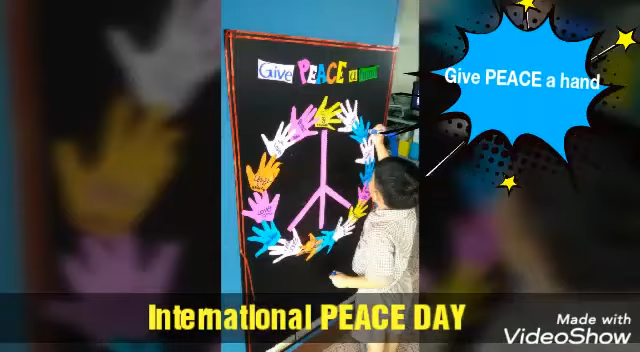 Give PEACE a
Give PEACE a hand
International PEACE DAY
Made with
VideoShow